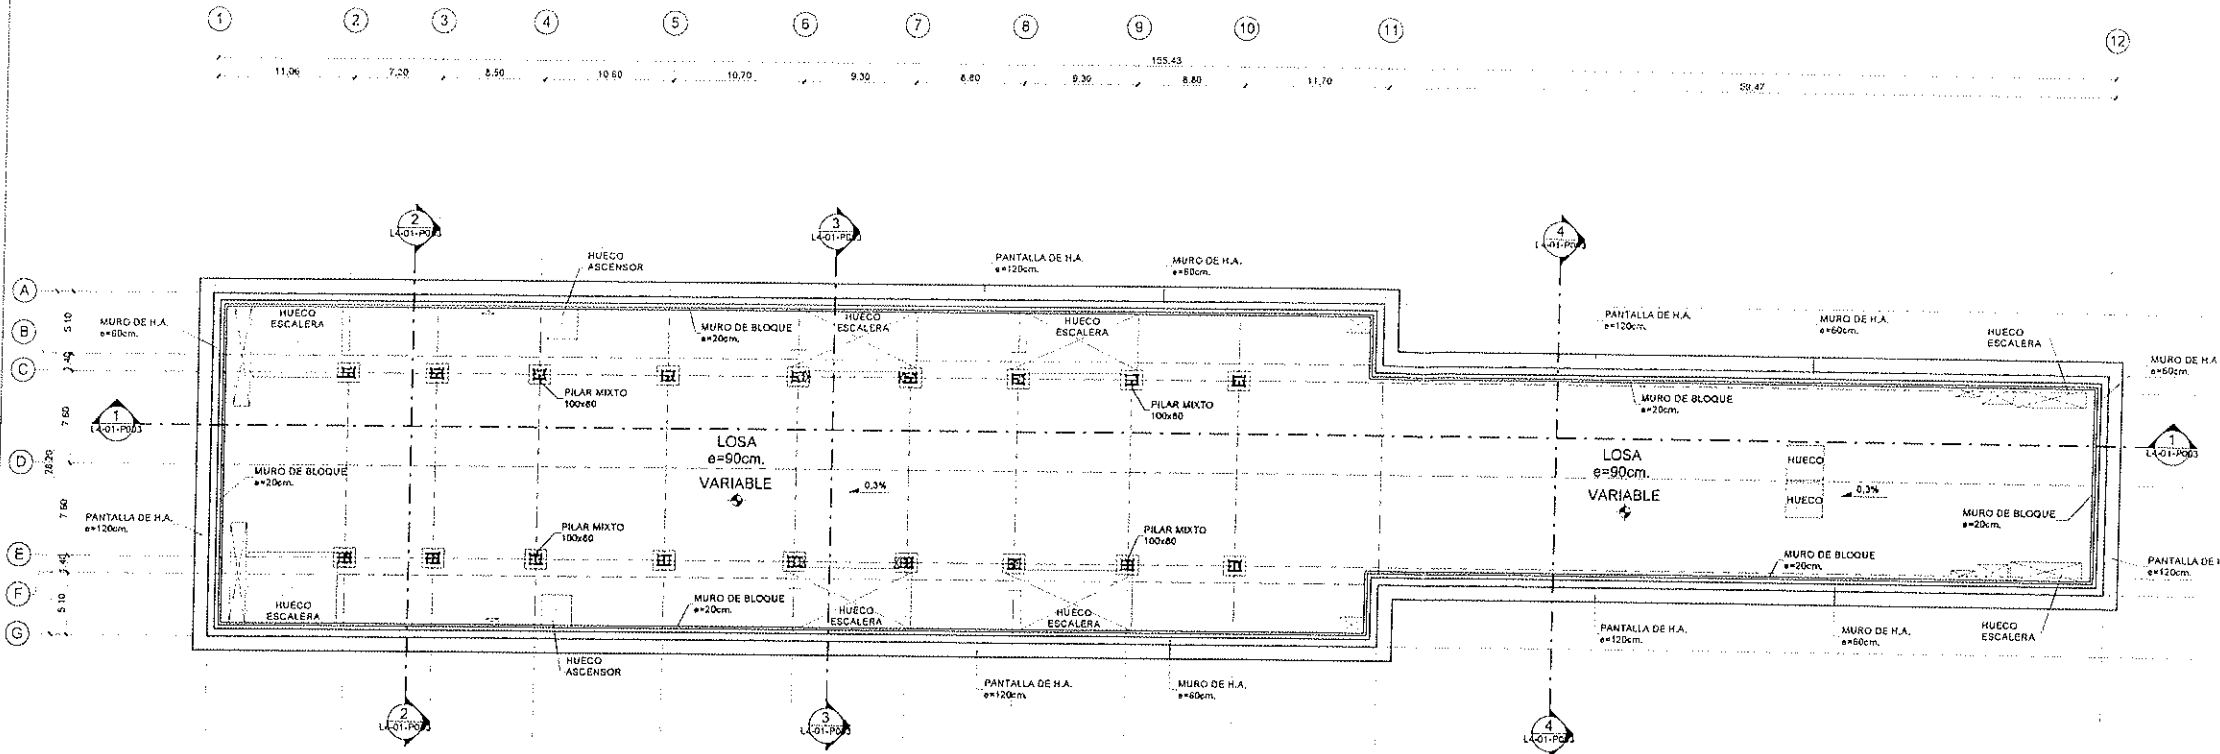 1 2 3 4 5 6 7 8 9 10 11 12
155.43
11,06 7,20 8,50 10,60 10,70 9,30 8,80 9,30 8,80 11,70 59,47
2
L4-01-P003
3
L4-01-P003
4
L4-01-P003
HUECO
ASCENSOR
PANTALLA DE H.A.
e=120cm.
MURO DE H.A.
e=60cm.
A
B
C
D
E
F
G
5.10
7.60
28,20
7.60
5.10
MURO DE H.A.
e=60cm.
HUECO
ESCALERA
MURO DE BLOQUE
e=20cm.
HUECO
ESCALERA
HUECO
ESCALERA
PANTALLA DE H.A.
e=120cm.
MURO DE H.A.
e=60cm.
HUECO
ESCALERA
MURO DE H.A
e=60cm.
PILAR MIXTO
100x80
PILAR MIXTO
100x80
MURO DE BLOQUE
e=20cm.
1
L4-01-P003
1
L4-01-P003
LOSA
e=90cm.
VARIABLE
0,3%
LOSA
e=90cm.
VARIABLE
HUECO
HUECO
0,3%
MURO DE BLOQUE
e=20cm.
MURO DE BLOQUE
e=20cm.
PANTALLA DE H.A.
e=120cm.
PILAR MIXTO
100x80
PILAR MIXTO
100x80
MURO DE BLOQUE
e=20cm.
PANTALLA DE
e=120cm.
HUECO
ESCALERA
MURO DE BLOQUE
e=20cm.
HUECO
ESCALERA
HUECO
ESCALERA
PANTALLA DE H.A.
e=120cm.
MURO DE H.A.
e=60cm.
HUECO
ESCALERA
HUECO
ASCENSOR
PANTALLA DE H.A.
e=120cm.
MURO DE H.A.
e=60cm.
2
L4-01-P003
3
L4-01-P003
4
L4-01-P003